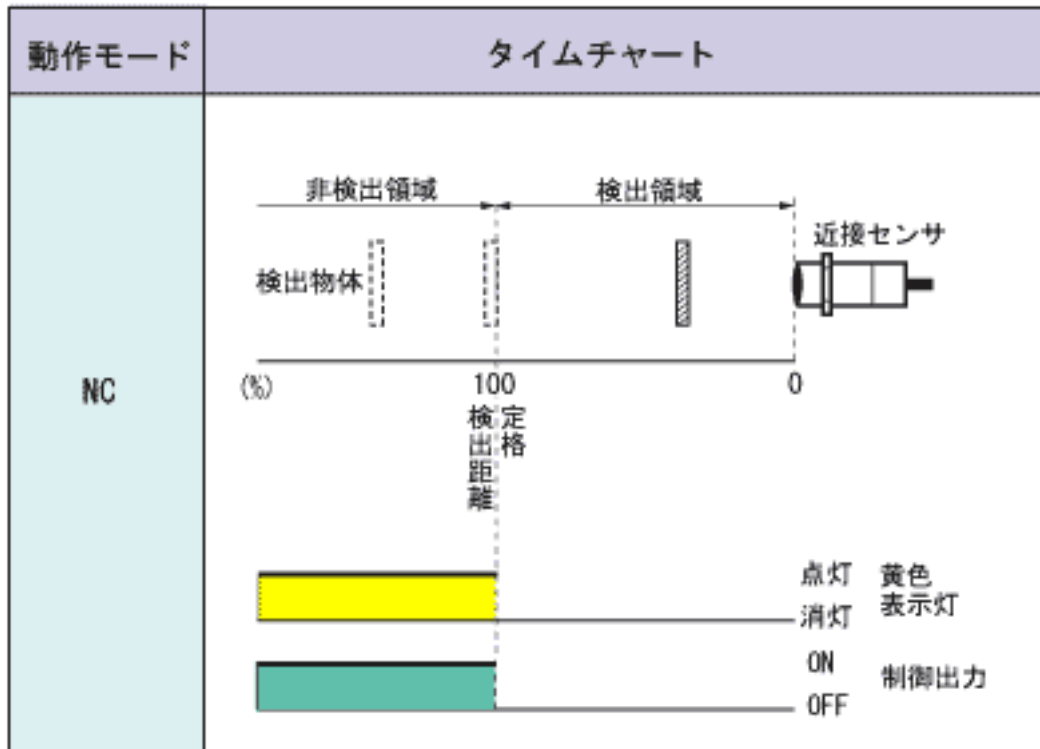 動作モード
タイムチャート
非検出領域
検出領域
近接センサ
検出物体
NC
(%)
100
0
定格
検出距離
点灯
黄色
表示灯
消灯
ON
制御出力
OFF